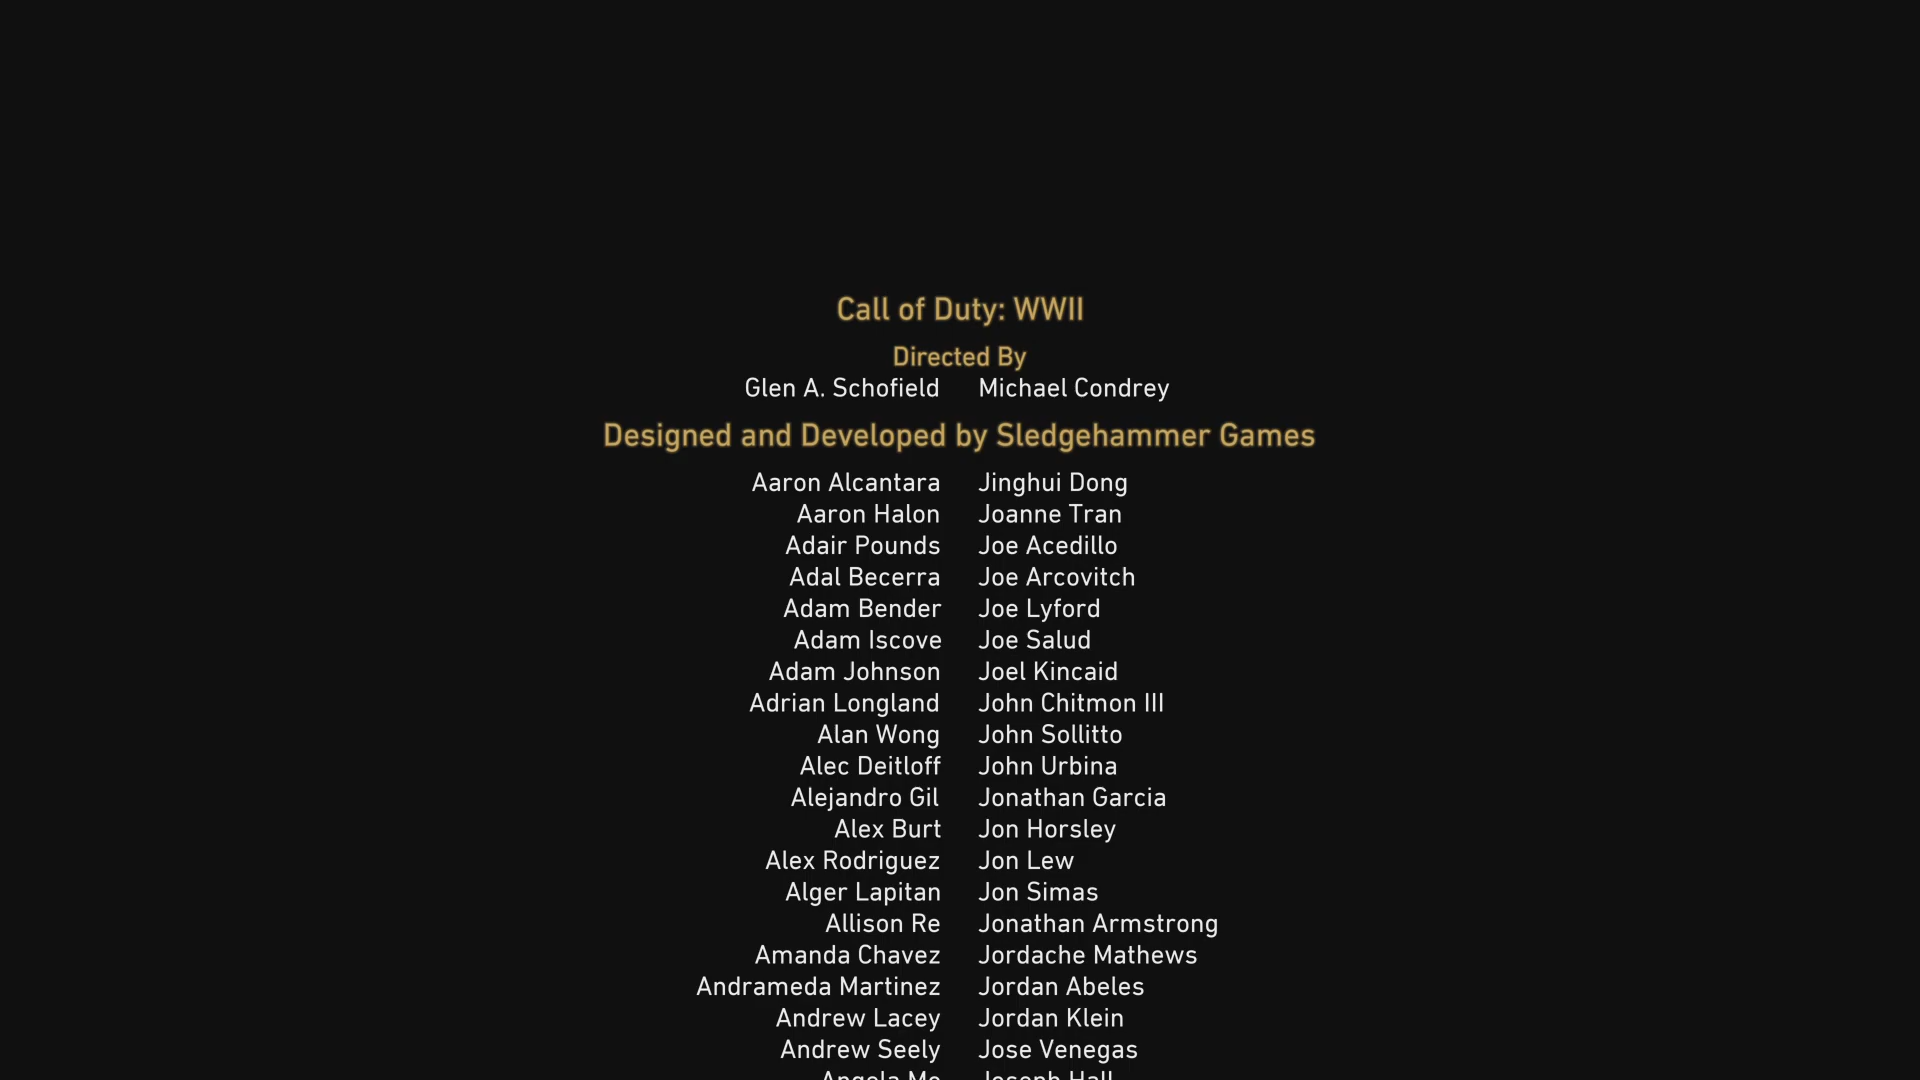 Call of Duty: WWII
Directed By
Glen A. Schofield Michael Condrey
Designed and Developed by Sledgehammer Games
Aaron Alcantara Jinghui Dong
Aaron Halon Joanne Tran
Adair Pounds Joe Acedillo
Adal Becerra Joe Arcovitch
Adam Bender Joe Lyford
Adam Iscove Joe Salud
Adam Johnson Joel Kincaid
Adrian Longland John Chitmon III
Alan Wong John Sollitto
Alec Deitloff John Urbina
Alejandro Gil Jonathan Garcia
Alex Burt Jon Horsley
Alex Rodriguez Jon Lew
Alger Lapitan Jon Simas
Allison Re Jonathan Armstrong
Amanda Chavez Jordache Mathews
Andrameda Martinez Jordan Abeles
Andrew Lacey Jordan Klein
Andrew Seely Jose Venegas
Angela Mo Joseph Hall